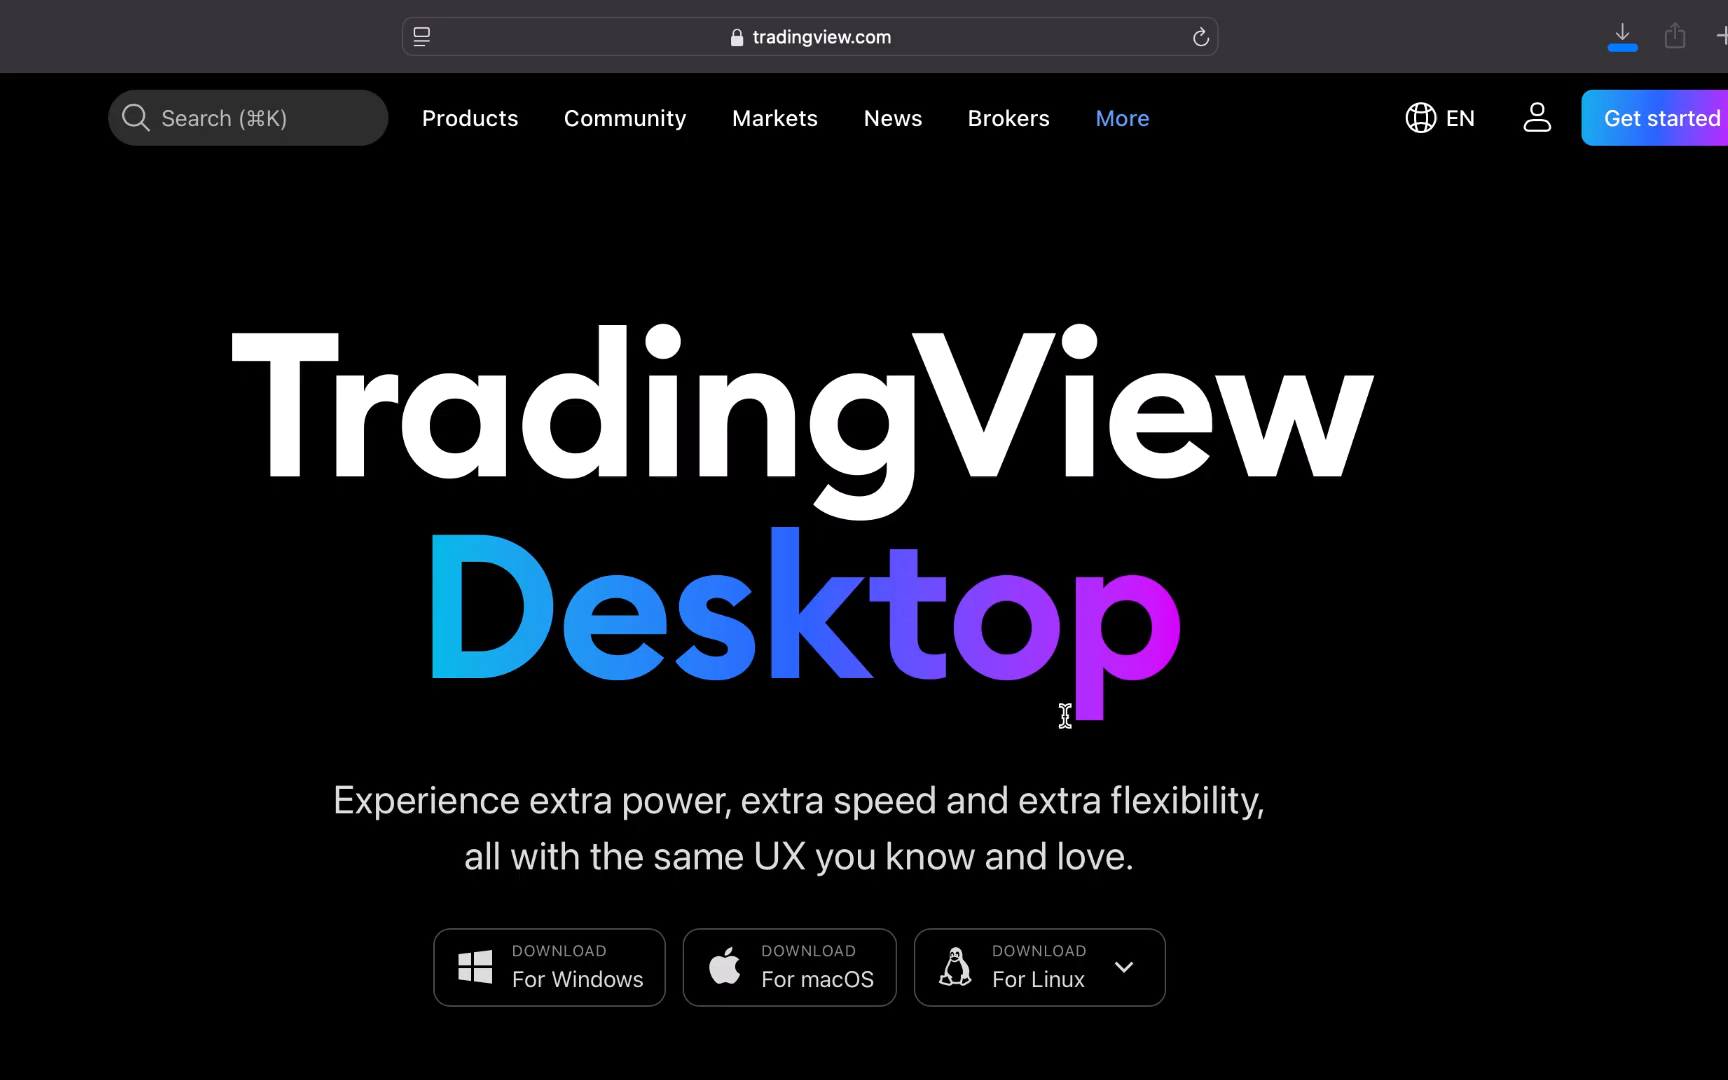 tradingview.com
Search (⌘K)
Products
Community
Markets
News
Brokers
More
EN
Get started
TradingView
Desktop
Experience extra power, extra speed and extra flexibility,
all with the same UX you know and love.
DOWNLOAD
For Windows
DOWNLOAD
For macOS
DOWNLOAD
For Linux